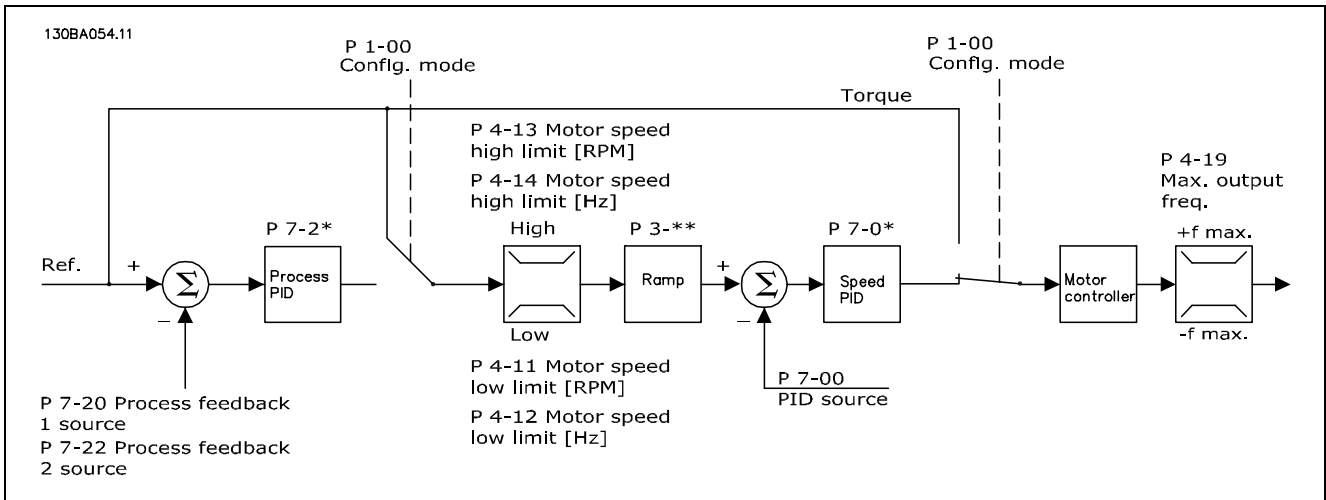 130BA054.11
P 1-00
Config. mode
P 1-00
Config. mode
Torque
P 4-13 Motor speed
high limit [RPM]
P 4-14 Motor speed
high limit [Hz]
P 4-19
Max. output
freq.
P 7-2*
High
P 3-**
P 7-0*
+f max.
Ref.
+
Σ
−
Process
PID
Ramp
+
Σ
−
Speed
PID
Motor
controller
Low
-f max.
P 4-11 Motor speed
low limit [RPM]
P 4-12 Motor speed
low limit [Hz]
P 7-00
PID source
P 7-20 Process feedback
1 source
P 7-22 Process feedback
2 source